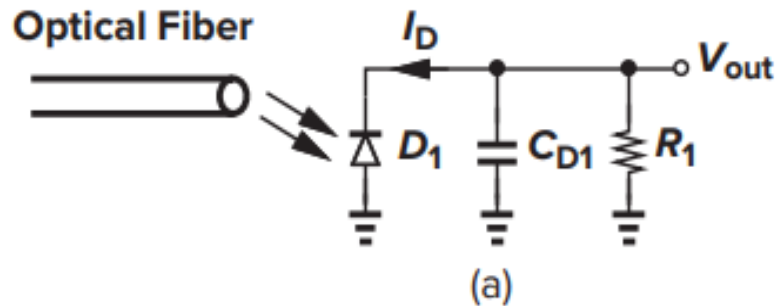 Optical Fiber
I_D
V_out
D_1
C_D1
R_1
(a)